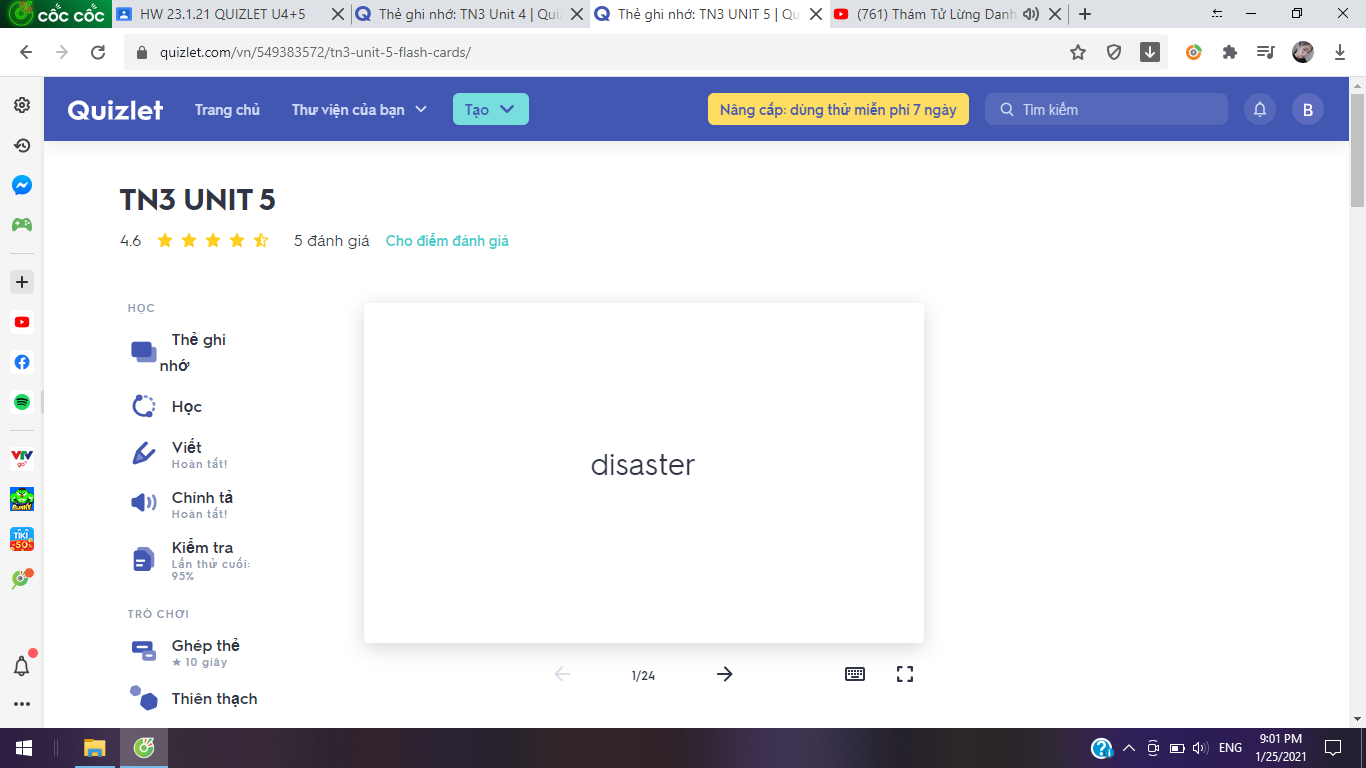 cốc cốc
HW 23.1.21 QUIZLET U4+5
Thẻ ghi nhớ: TN3 Unit 4 | Quiz
Thẻ ghi nhớ: TN3 UNIT 5 | Qu
(761) Thám Tử Lừng Danh
quizlet.com/vn/549383572/tn3-unit-5-flash-cards/
Quizlet
Trang chủ
Thư viện của bạn
Tạo
Nâng cấp: dùng thử miễn phí 7 ngày
Tìm kiếm
B
TN3 UNIT 5
4.6
5 đánh giá
Cho điểm đánh giá
HỌC
Thẻ ghi
nhớ
Học
Viết
Hoàn tất!
Chính tả
Hoàn tất!
Kiểm tra
Lần thử cuối:
95%
TRÒ CHƠI
Ghép thẻ
★ 10 giây
Thiên thạch
disaster
1/24
VTV
go
TIKI
-50%
ENG
9:01 PM
1/25/2021